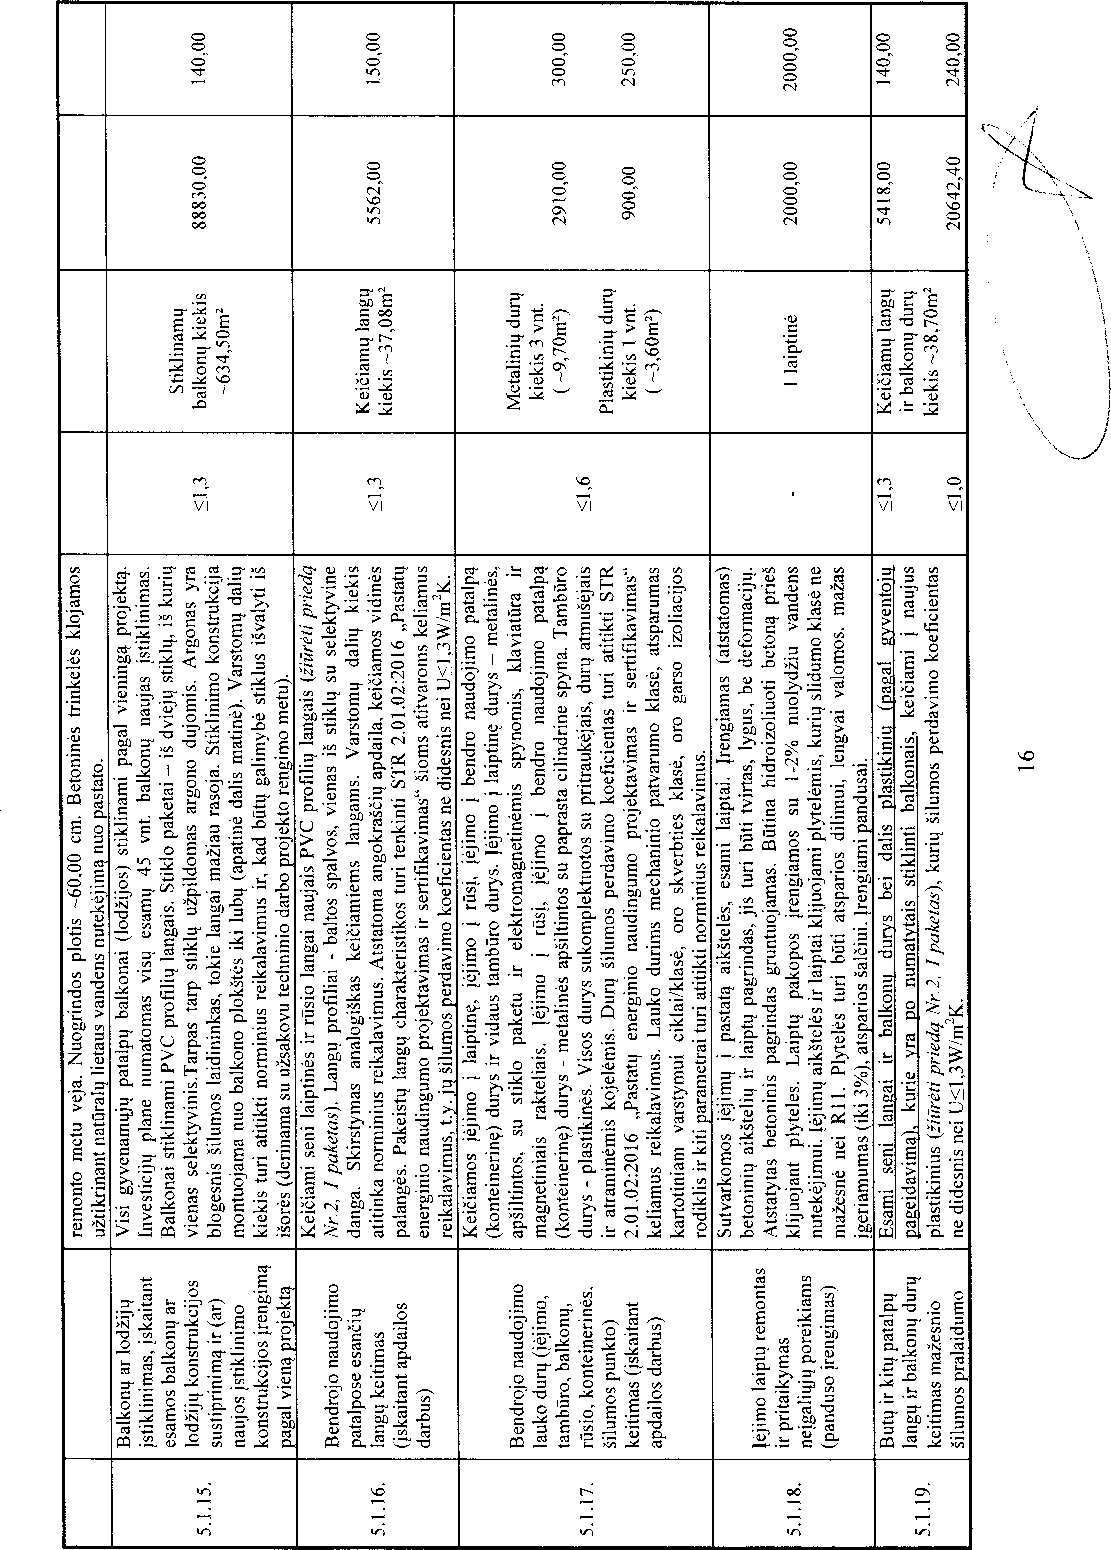 remonto metu vėja. Nuogrindos plotis ~60,00 cm. Betoninės trinkelės klojamos
užtikrinant natūralų lietaus vandens nutekėjimą nuo pastato.
5.1.15.
Balkonų ar lodžijų
įstiklinimas, įskaitant
esamos balkonų ar
lodžijų konstrukcijos
sustiprinimą ir (ar)
naujos įstiklinimo
konstrukcijos įrengimą
pagal vieną projektą
Visi gyvenamųjų patalpų balkonai (lodžijos) stiklinami pagal vieningą projektą.
Investicijų plane numatomas visų esamų 45 vnt. balkonų naujas įstiklinimas.
Balkonai stiklinami PVC profilių langais. Stiklo paketai – iš dviejų stiklų, iš kurių
vienas selektyvinis.Tarpas tarp stiklų užpildomas argono dujomis. Argonas yra
blogesnis šilumos laidininkas, tokie langai mažiau rasoja. Stiklinimo konstrukcija
montuojama nuo balkono plokštės iki lubų (apatinė dalis matinė). Varstomų dalių
kiekis turi atitikti norminius reikalavimus ir, kad būtų galimybė stiklus išvalyti iš
išorės (derinama su užsakovu techninio darbo projekto rengimo metu).
≤1,3
Stiklinamų
balkonų kiekis
~634,50m²
88830,00
140,00
5.1.16.
Bendrojo naudojimo
patalpose esančių
langų keitimas
(įskaitant apdailos
darbus)
Keičiami seni laiptinės ir rūsio langai naujais PVC profilių langais (žiūrėti priedą
Nr.2, I paketas). Langų profiliai - baltos spalvos, vienas iš stiklų su selektyvine
danga. Skirstymas analogiškas keičiamiems langams. Varstomų dalių kiekis
atitinka norminius reikalavimus. Atstatoma angokraščių apdaila, keičiamos vidinės
palangės. Pakeistų langų charakteristikos turi tenkinti STR 2.01.02:2016 „Pastatų
energinio naudingumo projektavimas ir sertifikavimas“ šioms atitvaroms keliamus
reikalavimus, t.y. jų šilumos perdavimo koeficientas ne didesnis nei U≤1,3W/m²K.
≤1,3
Keičiamų langų
kiekis ~37,08m²
5562,00
150,00
5.1.17.
Bendrojo naudojimo
lauko durų (įėjimo,
tambūro, balkonų,
rūsio, konteinerinės.
šilumos punkto)
keitimas (įskaitant
apdailos darbus)
Keičiamos įėjimo į laiptinę, įėjimo į rūsį, įėjimo į bendro naudojimo patalpą
(konteinerinę) durys ir vidaus tambūro durys. Įėjimo į laiptinę durys – metalinės,
apšiltintos, su stiklo paketu ir elektromagnetinėmis spynomis, klaviatūra ir
magnetiniais rakteliais. Įėjimo į rūsį, įėjimo į bendro naudojimo patalpą
(konteinerinę) durys - metalinės apšiltintos su paprasta cilindrine spyna. Tambūro
durys - plastikinės. Visos durys sukomplektuotos su pritraukėjais, durų atmušėjais
ir atraminėmis kojelėmis. Durų šilumos perdavimo koeficientas turi atitikti STR
2.01.02:2016 „Pastatų energinio naudingumo projektavimas ir sertifikavimas“
keliamus reikalavimus. Lauko durims mechaninio patvarumo klasė, atsparumas
kartotiniam varstymui ciklai/klasė, oro skverbties klasė, oro garso izoliacijos
rodiklis ir kiti parametrai turi atitikti norminius reikalavimus.
≤1,6
Metalinių durų
kiekis 3 vnt.
( ~9,70m²)
Plastikinių durų
kiekis 1 vnt.
( ~3,60m²)
2910,00
900,00
300,00
250,00
5.1.18.
Įėjimo laiptų remontas
ir pritaikymas
neįgaliųjų poreikiams
(panduso įrengimas)
Sutvarkomos įėjimų į pastatą aikštelės, esami laiptai. Įrengiamas (atstatomas)
betoninių aikštelių ir laiptų pagrindas, jis turi būti tvirtas, lygus, be deformacijų.
Atstatytas betoninis pagrindas gruntuojamas. Būtina hidroizoliuoti betoną prieš
klijuojant plyteles. Laiptų pakopos įrengiamos su 1-2% nuolydžiu vandens
nutekėjimui. Įėjimų aikštelės ir laiptai klijuojami plytelėmis, kurių slidumo klasė ne
mažesnė nei R11. Plytelės turi būti atsparios dilimui, lengvai valomos, mažas
įgeriamumas (iki 3%), atsparios šalčiui. Įrengiami pandusai.
-
1 laiptinė
2000,00
2000,00
5.1.19.
Butų ir kitų patalpų
langų ir balkonų durų
keitimas mažesnio
šilumos pralaidumo
Esami seni langai ir balkonų durys bei dalis plastikinių (pagal gyventojų
pageidavimą), kurie yra po numatytais stiklinti balkonais, keičiami į naujus
plastikinius (žiūrėti priedą Nr.2, I paketas), kurių šilumos perdavimo koeficientas
ne didesnis nei U≤1,3W/m²K.
≤1,3
≤1,0
Keičiamų langų
ir balkonų durų
kiekis ~38,70m²
5418,00
20642,40
140,00
240,00
16